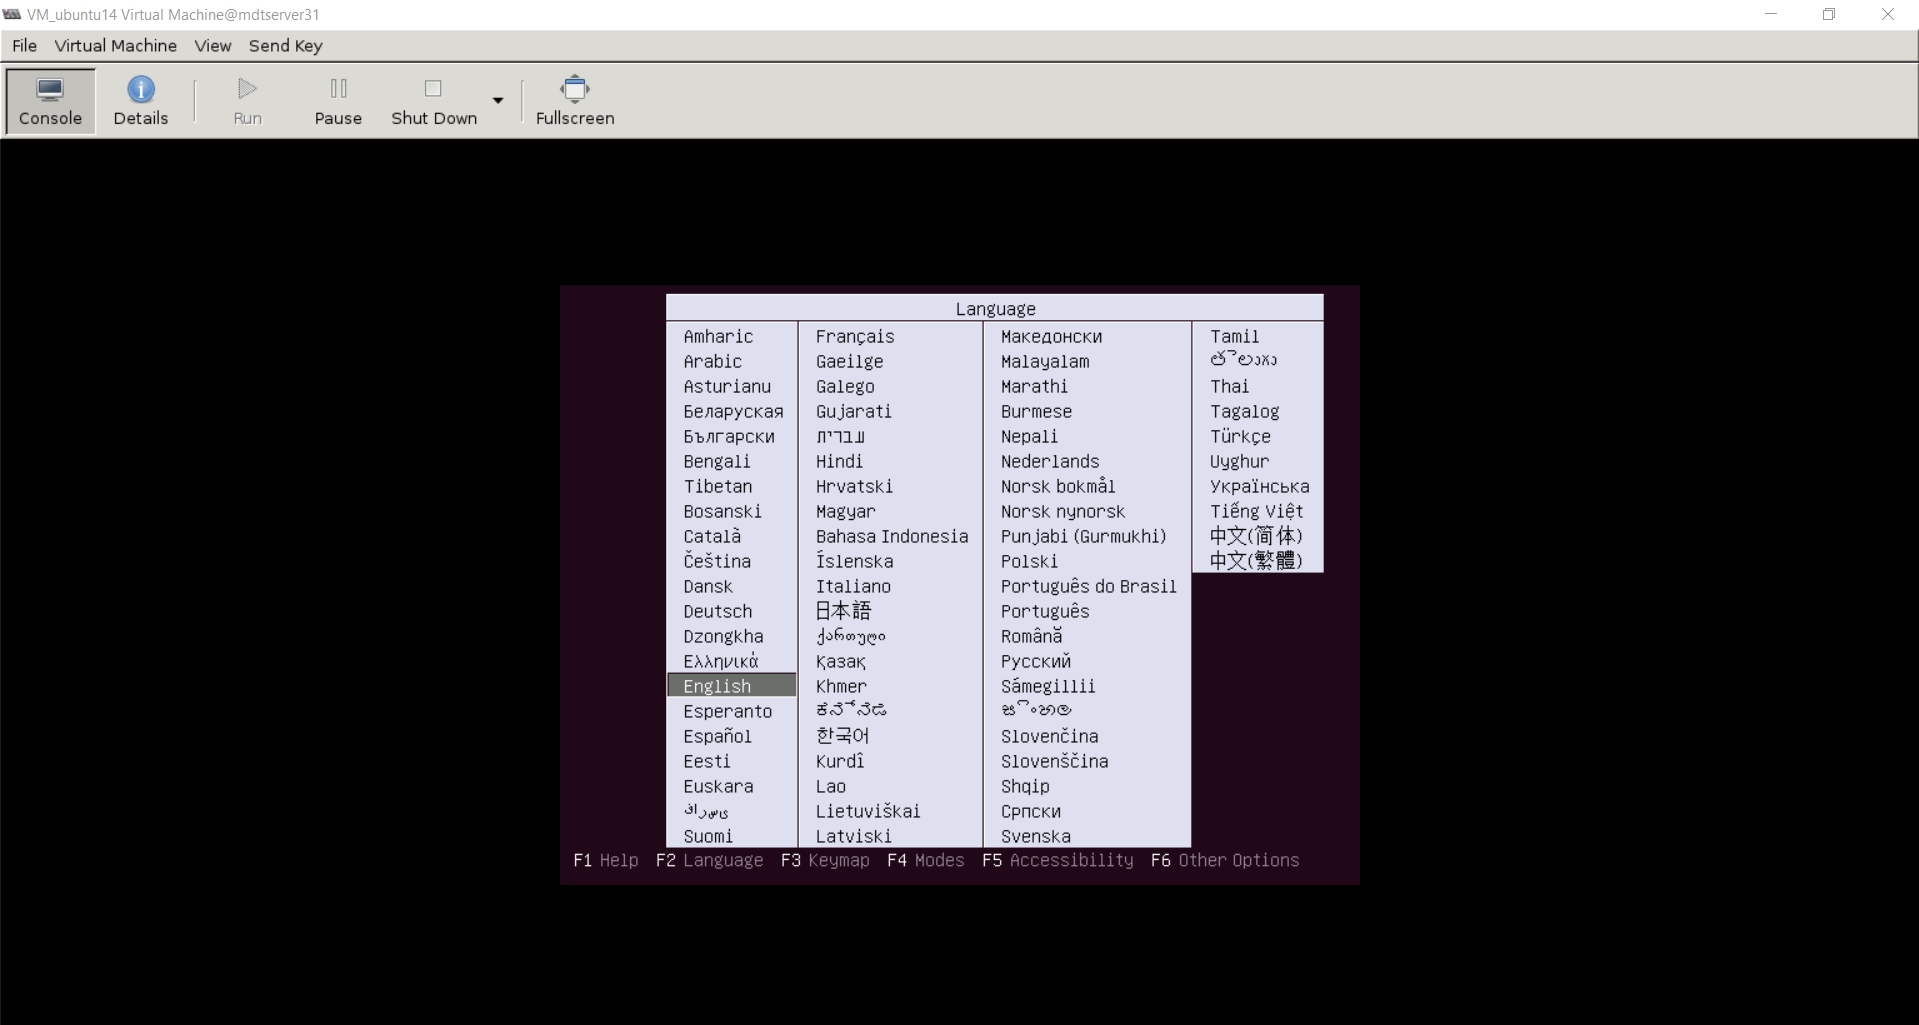 VM_ubuntu14 Virtual Machine@mdtserver31
File Virtual Machine View Send Key
Console Details Run Pause Shut Down Fullscreen
Language
Amharic
Arabic
Asturianu
Беларуская
Български
Bengali
Tibetan
Bosanski
Català
Čeština
Dansk
Deutsch
Dzongkha
Ελληνικά
English
Esperanto
Español
Eesti
Euskara
Suomi
Français
Gaeilge
Galego
Gujarati
עברית
Hindi
Hrvatski
Magyar
Bahasa Indonesia
Íslenska
Italiano
日本語
ქართული
Қазақ
Khmer
한국어
Kurdî
Lao
Lietuviškai
Latviski
Македонски
Malayalam
Marathi
Burmese
Nepali
Nederlands
Norsk bokmål
Norsk nynorsk
Punjabi (Gurmukhi)
Polski
Português do Brasil
Português
Română
Русский
Sámegillii
Slovenčina
Slovenščina
Shqip
Српски
Svenska
Tamil
Thai
Tagalog
Türkçe
Uyghur
Українська
Tiếng Việt
中文(简体)
中文(繁體)
F1 Help F2 Language F3 Keymap F4 Modes F5 Accessibility F6 Other Options